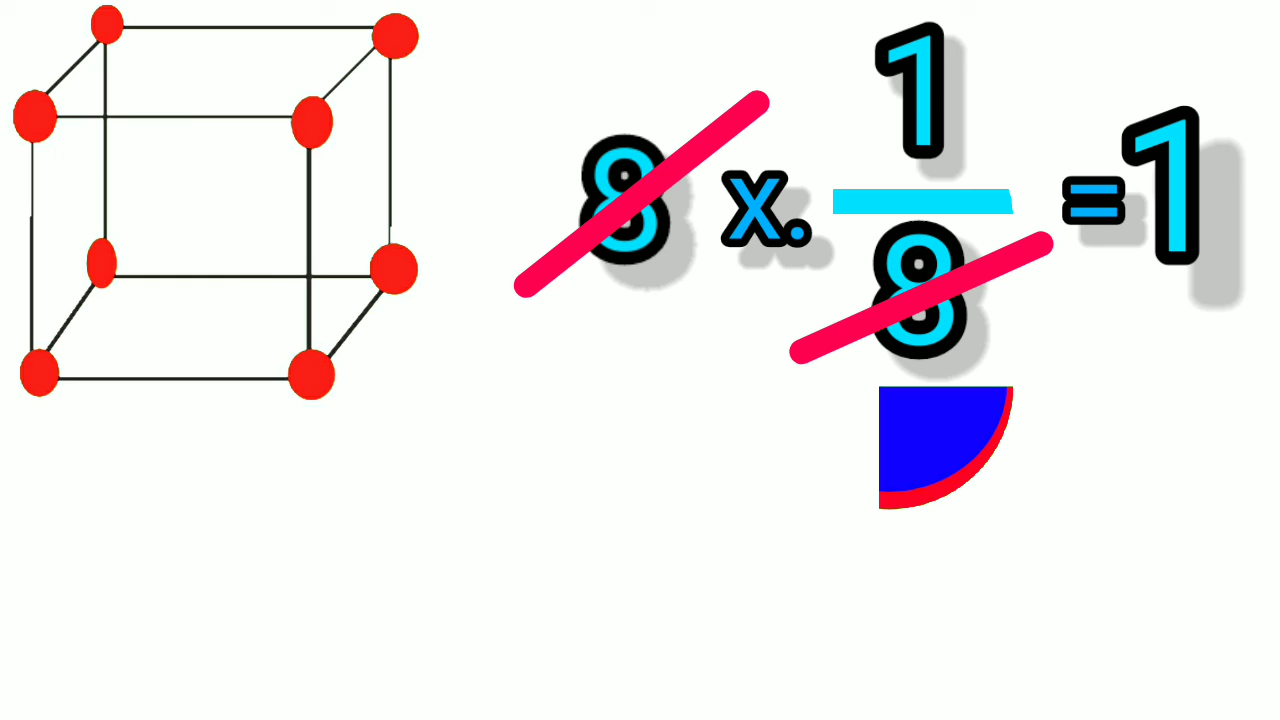 8 x. 1/8 = 1